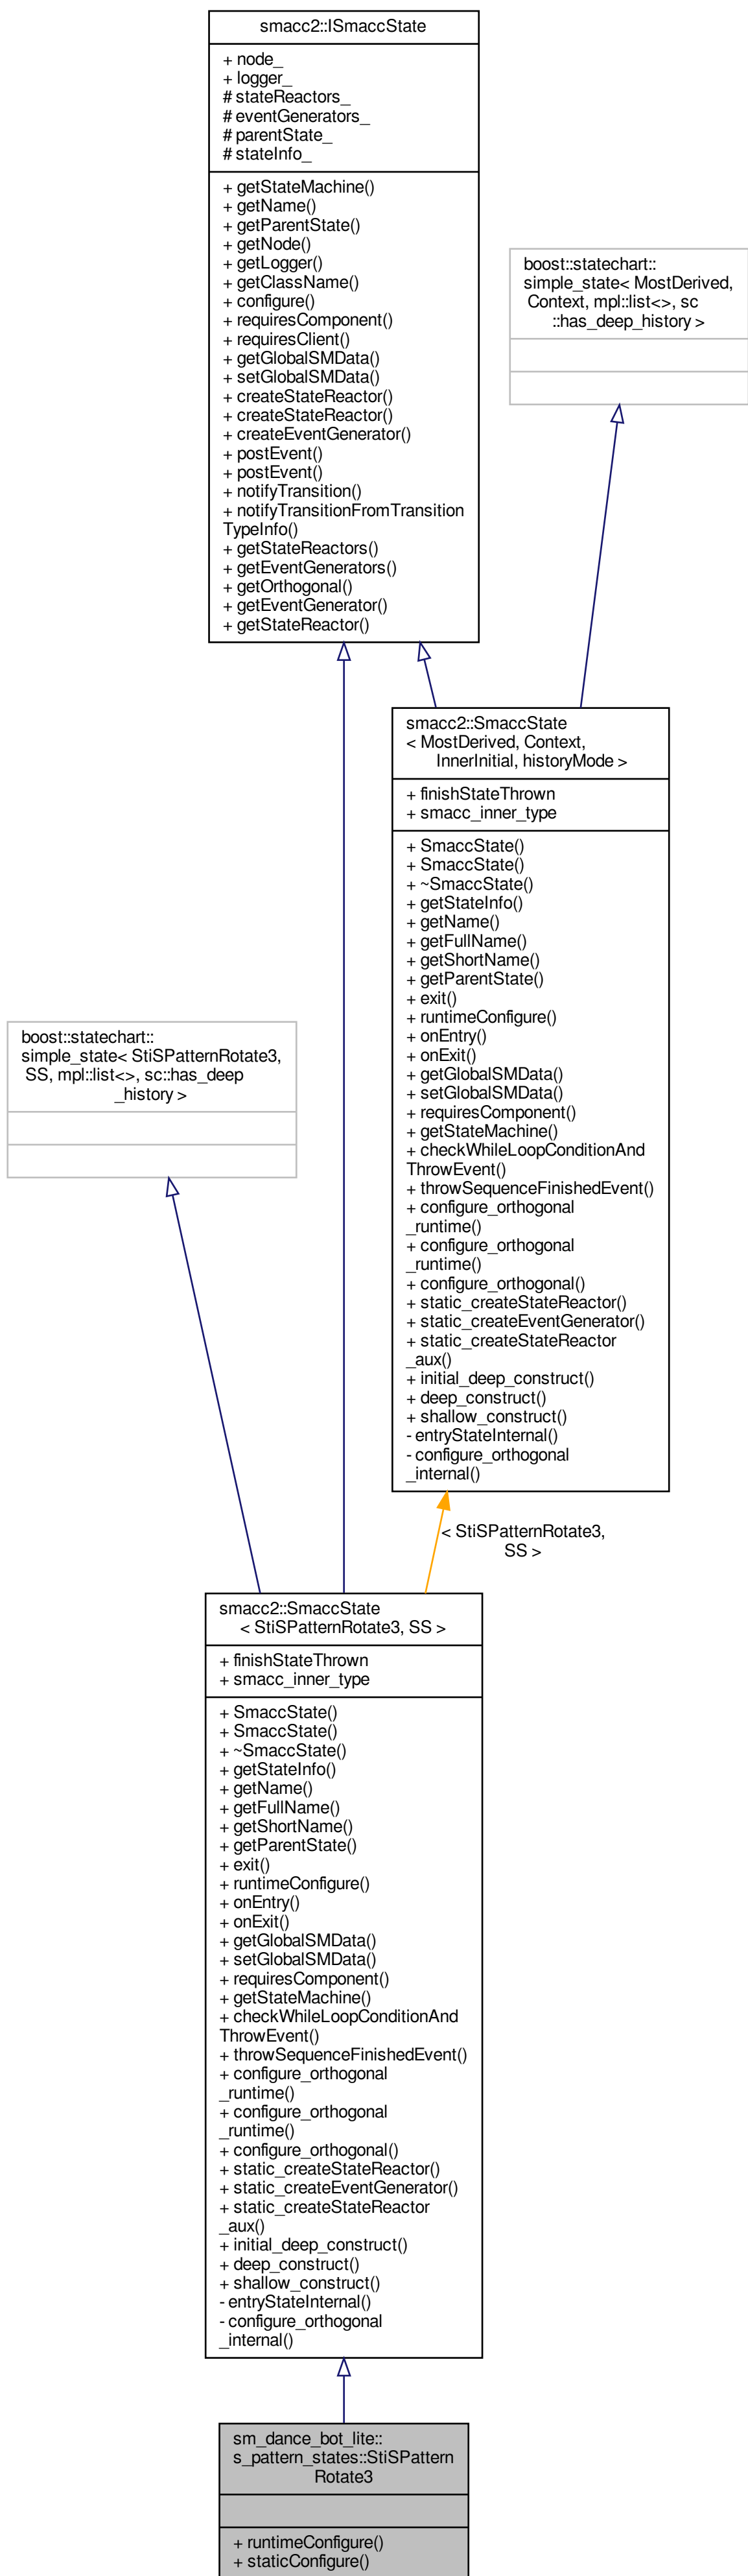 smacc2::ISmaccState
+ node_
+ logger_
# stateReactors_
# eventGenerators_
# parentState_
# stateInfo_
+ getStateMachine()
+ getName()
+ getParentState()
+ getNode()
+ getLogger()
+ getClassName()
+ configure()
+ requiresComponent()
+ requiresClient()
+ getGlobalSMData()
+ setGlobalSMData()
+ createStateReactor()
+ createStateReactor()
+ createEventGenerator()
+ postEvent()
+ postEvent()
+ notifyTransition()
+ notifyTransitionFromTransition
TypeInfo()
+ getStateReactors()
+ getEventGenerators()
+ getOrthogonal()
+ getEventGenerator()
+ getStateReactor()
boost::statechart::
simple_state< MostDerived,
Context, mpl::list<>, sc
::has_deep_history >
smacc2::SmaccState
< MostDerived, Context,
InnerInitial, historyMode >
+ finishStateThrown
+ smacc_inner_type
+ SmaccState()
+ SmaccState()
+ ~SmaccState()
+ getStateInfo()
+ getName()
+ getFullName()
+ getShortName()
+ getParentState()
+ exit()
+ runtimeConfigure()
+ onEntry()
+ onExit()
+ getGlobalSMData()
+ setGlobalSMData()
+ requiresComponent()
+ getStateMachine()
+ checkWhileLoopConditionAnd
ThrowEvent()
+ throwSequenceFinishedEvent()
+ configure_orthogonal
_runtime()
+ configure_orthogonal
_runtime()
+ configure_orthogonal()
+ static_createStateReactor()
+ static_createEventGenerator()
+ static_createStateReactor
_aux()
+ initial_deep_construct()
+ deep_construct()
+ shallow_construct()
- entryStateInternal()
- configure_orthogonal
_internal()
boost::statechart::
simple_state< StiSPatternRotate3,
SS, mpl::list<>, sc::has_deep
_history >
< StiSPatternRotate3,
SS >
smacc2::SmaccState
< StiSPatternRotate3, SS >
+ finishStateThrown
+ smacc_inner_type
+ SmaccState()
+ SmaccState()
+ ~SmaccState()
+ getStateInfo()
+ getName()
+ getFullName()
+ getShortName()
+ getParentState()
+ exit()
+ runtimeConfigure()
+ onEntry()
+ onExit()
+ getGlobalSMData()
+ setGlobalSMData()
+ requiresComponent()
+ getStateMachine()
+ checkWhileLoopConditionAnd
ThrowEvent()
+ throwSequenceFinishedEvent()
+ configure_orthogonal
_runtime()
+ configure_orthogonal
_runtime()
+ configure_orthogonal()
+ static_createStateReactor()
+ static_createEventGenerator()
+ static_createStateReactor
_aux()
+ initial_deep_construct()
+ deep_construct()
+ shallow_construct()
- entryStateInternal()
- configure_orthogonal
_internal()
sm_dance_bot_lite::
s_pattern_states::StiSPattern
Rotate3
+ runtimeConfigure()
+ staticConfigure()